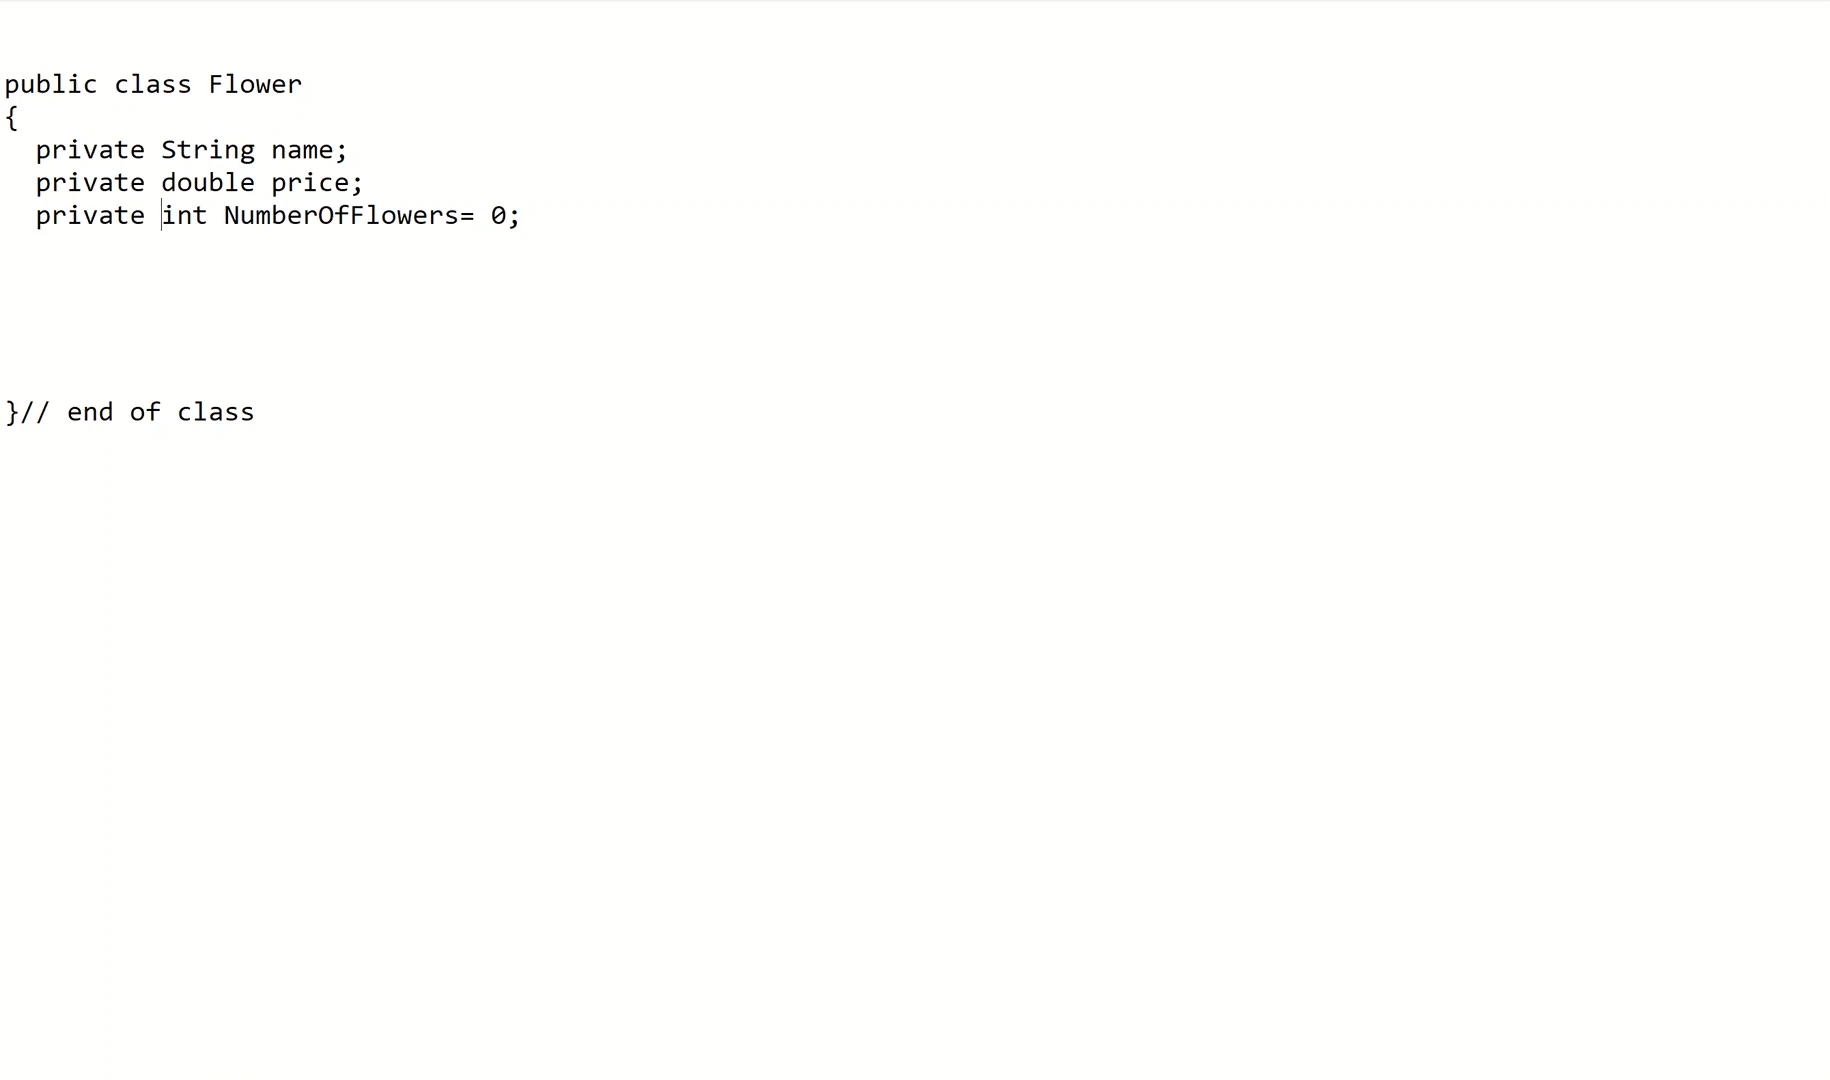 public class Flower
{
  private String name;
  private double price;
  private int NumberOfFlowers= 0;
}// end of class